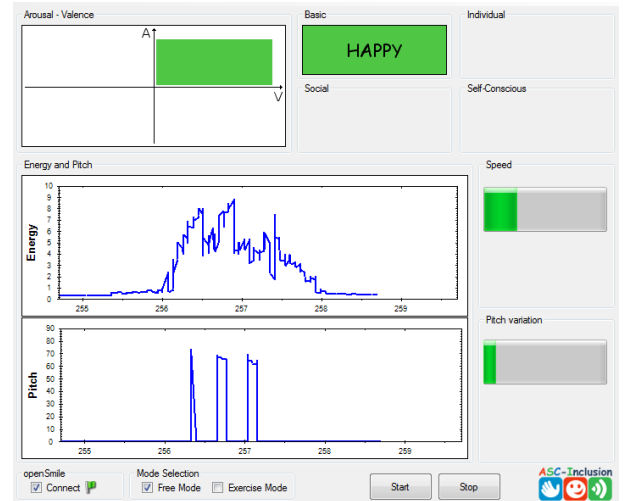 Arousal - Valence
A
V
Basic
HAPPY
Individual
Social
Self-Conscious
Energy and Pitch
Energy
10
9
8
7
6
5
4
3
2
1
0
255 256 257 258 259
Pitch
90
80
70
60
50
40
30
20
10
0
255 256 257 258 259
Speed
Pitch variation
openSmile
Connect
Mode Selection
Free Mode Exercise Mode
Start Stop
ASC-Inclusion